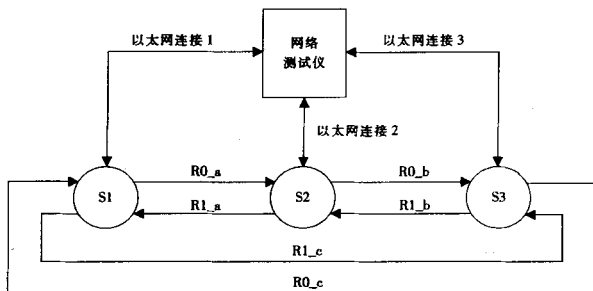 以太网连接 1
网络
测试仪
以太网连接 3
以太网连接 2
R0_a
R0_b
S1
S2
S3
R1_a
R1_b
R1_c
R0_c